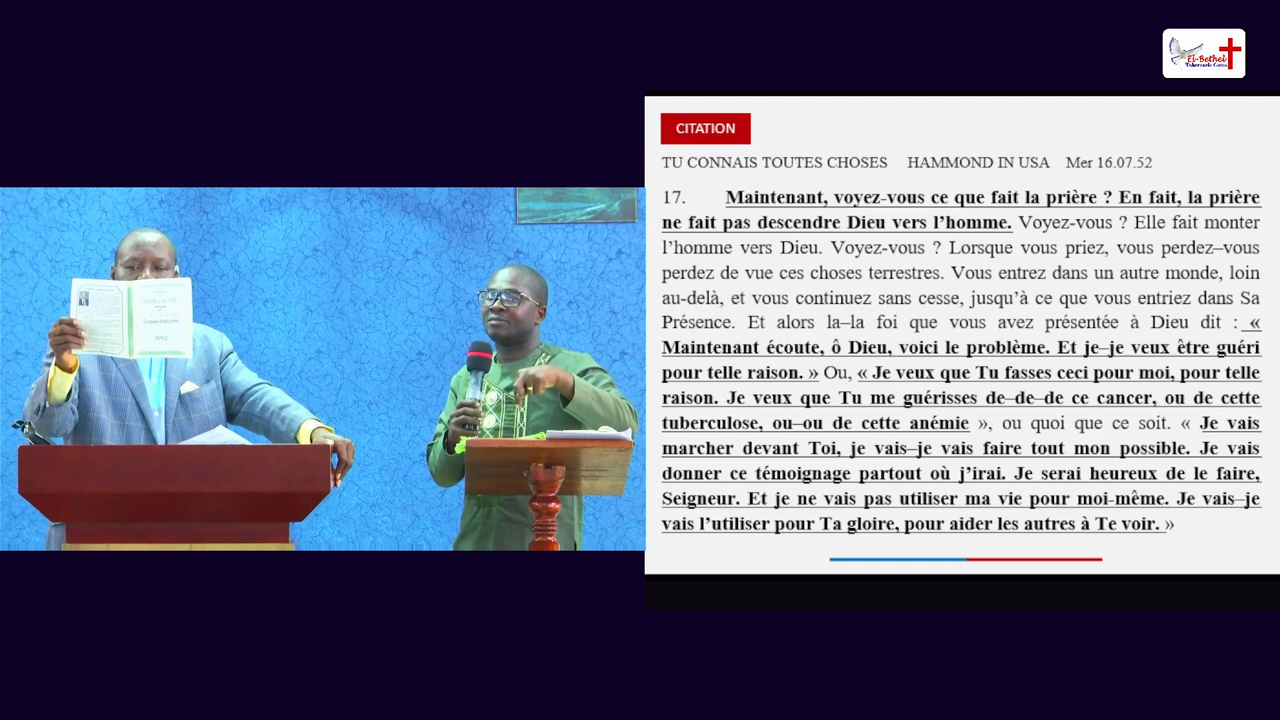 El-Bethel
CITATION
TU CONNAIS TOUTES CHOSES HAMMOND IN USA Mer 16.07.52
17. Maintenant, voyez-vous ce que fait la prière ? En fait, la prière
ne fait pas descendre Dieu vers l’homme. Voyez-vous ? Elle fait monter
l’homme vers Dieu. Voyez-vous ? Lorsque vous priez, vous perdez–vous
perdez de vue ces choses terrestres. Vous entrez dans un autre monde, loin
au-delà, et vous continuez sans cesse, jusqu’à ce que vous entriez dans Sa
Présence. Et alors la–la foi que vous avez présentée à Dieu dit : «
Maintenant écoute, ô Dieu, voici le problème. Et je–je veux être guéri
pour telle raison. » Ou, « Je veux que Tu fasses ceci pour moi, pour telle
raison. Je veux que Tu me guérisses de–de–de ce cancer, ou de cette
tuberculose, ou–ou de cette anémie », ou quoi que ce soit. « Je vais
marcher devant Toi, je vais–je vais faire tout mon possible. Je vais
donner ce témoignage partout où j’irai. Je serai heureux de le faire,
Seigneur. Et je ne vais pas utiliser ma vie pour moi-même. Je vais–je
vais l’utiliser pour Ta gloire, pour aider les autres à Te voir. »